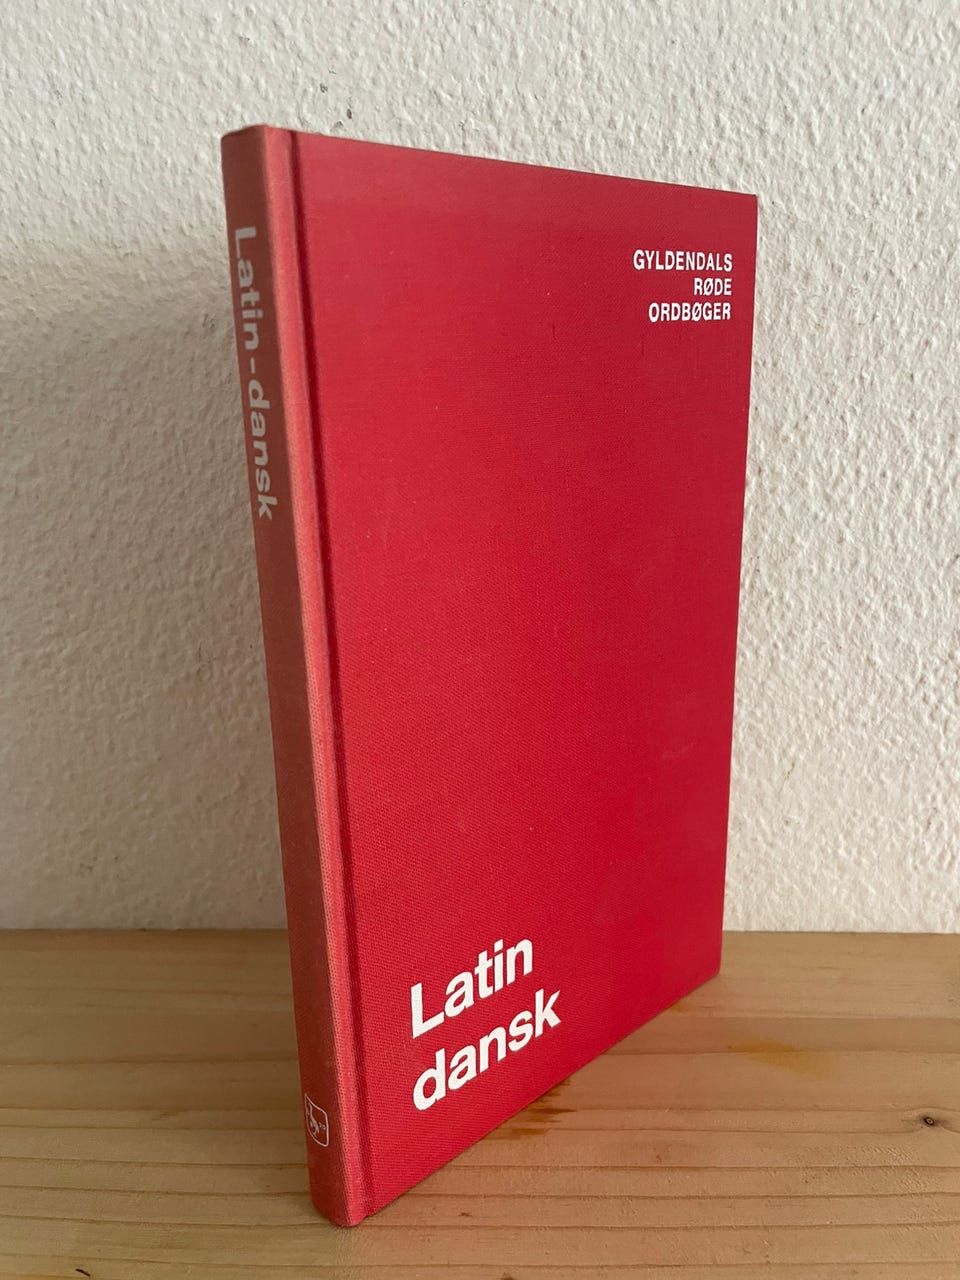 Latin-dansk
GYLDENDALS
RØDE
ORDBØGER
Latin
dansk